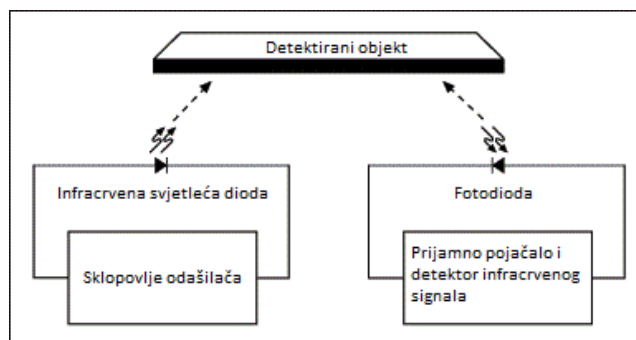 Detektirani objekt
Infracrvena svjetleća dioda
Fotodioda
Sklopovlje odašilača
Prijamno pojačalo i
detektor infracrvenog
signala